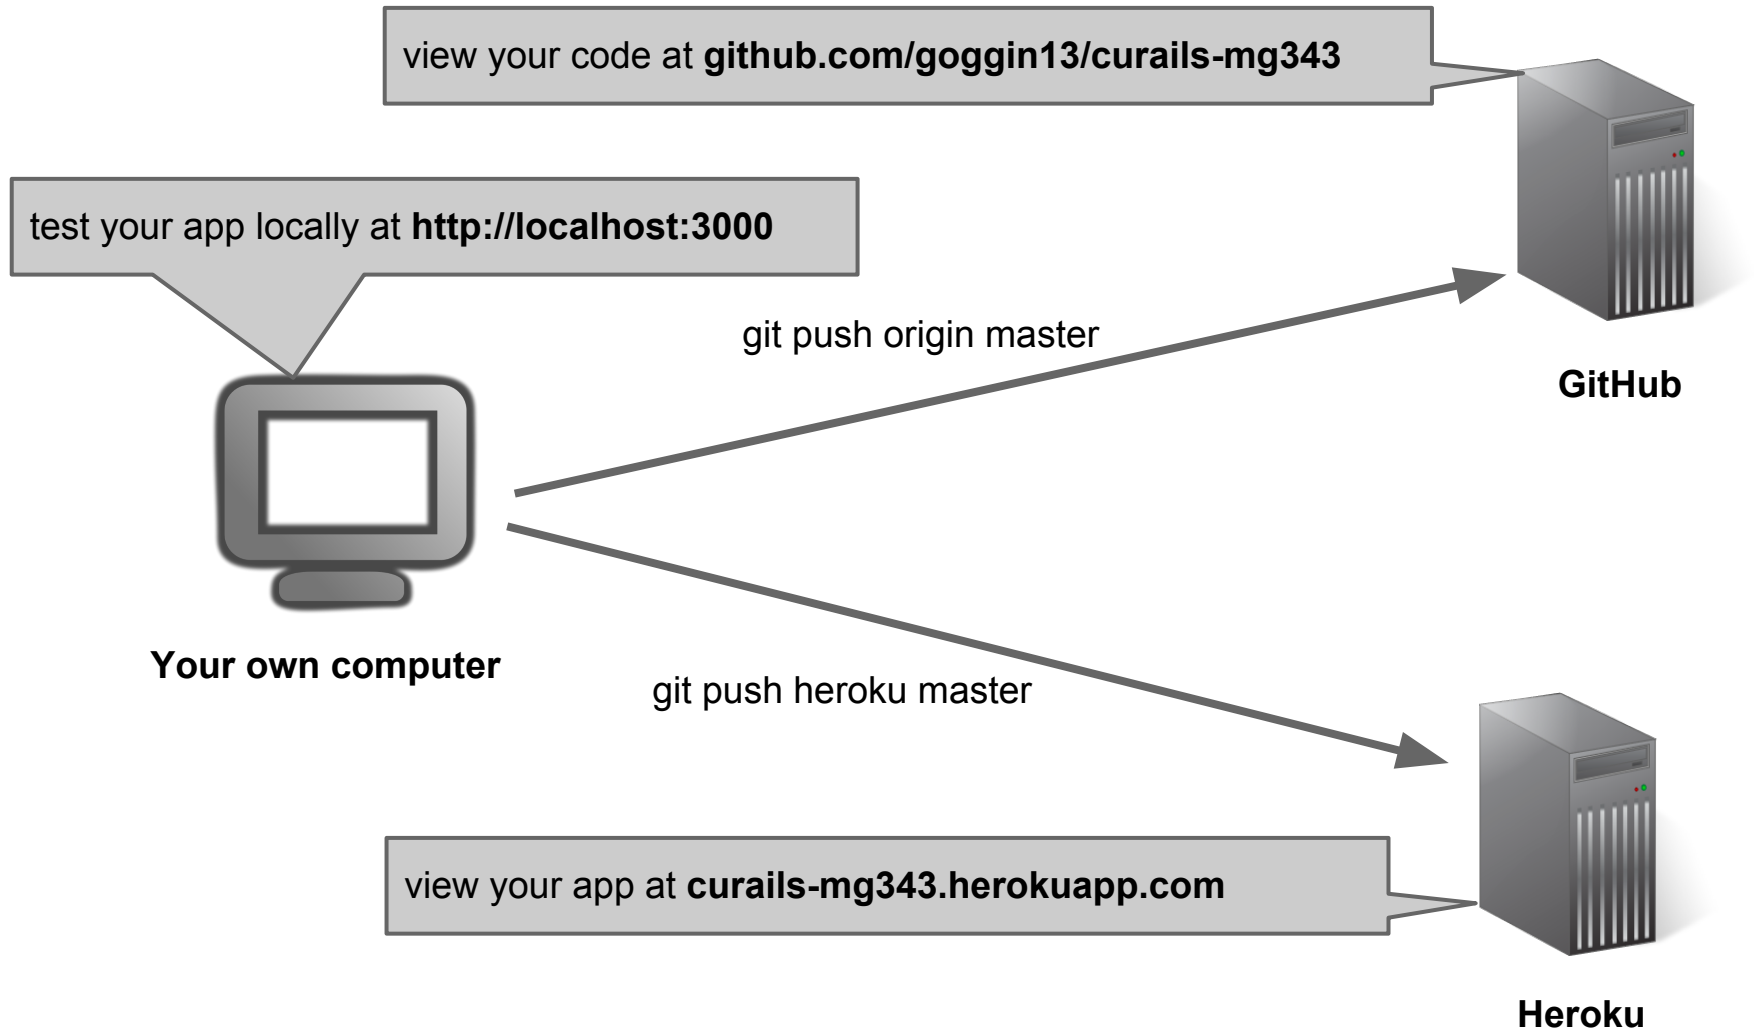 view your code at github.com/goggin13/curails-mg343
test your app locally at http://localhost:3000
git push origin master
GitHub
Your own computer
git push heroku master
view your app at curails-mg343.herokuapp.com
Heroku